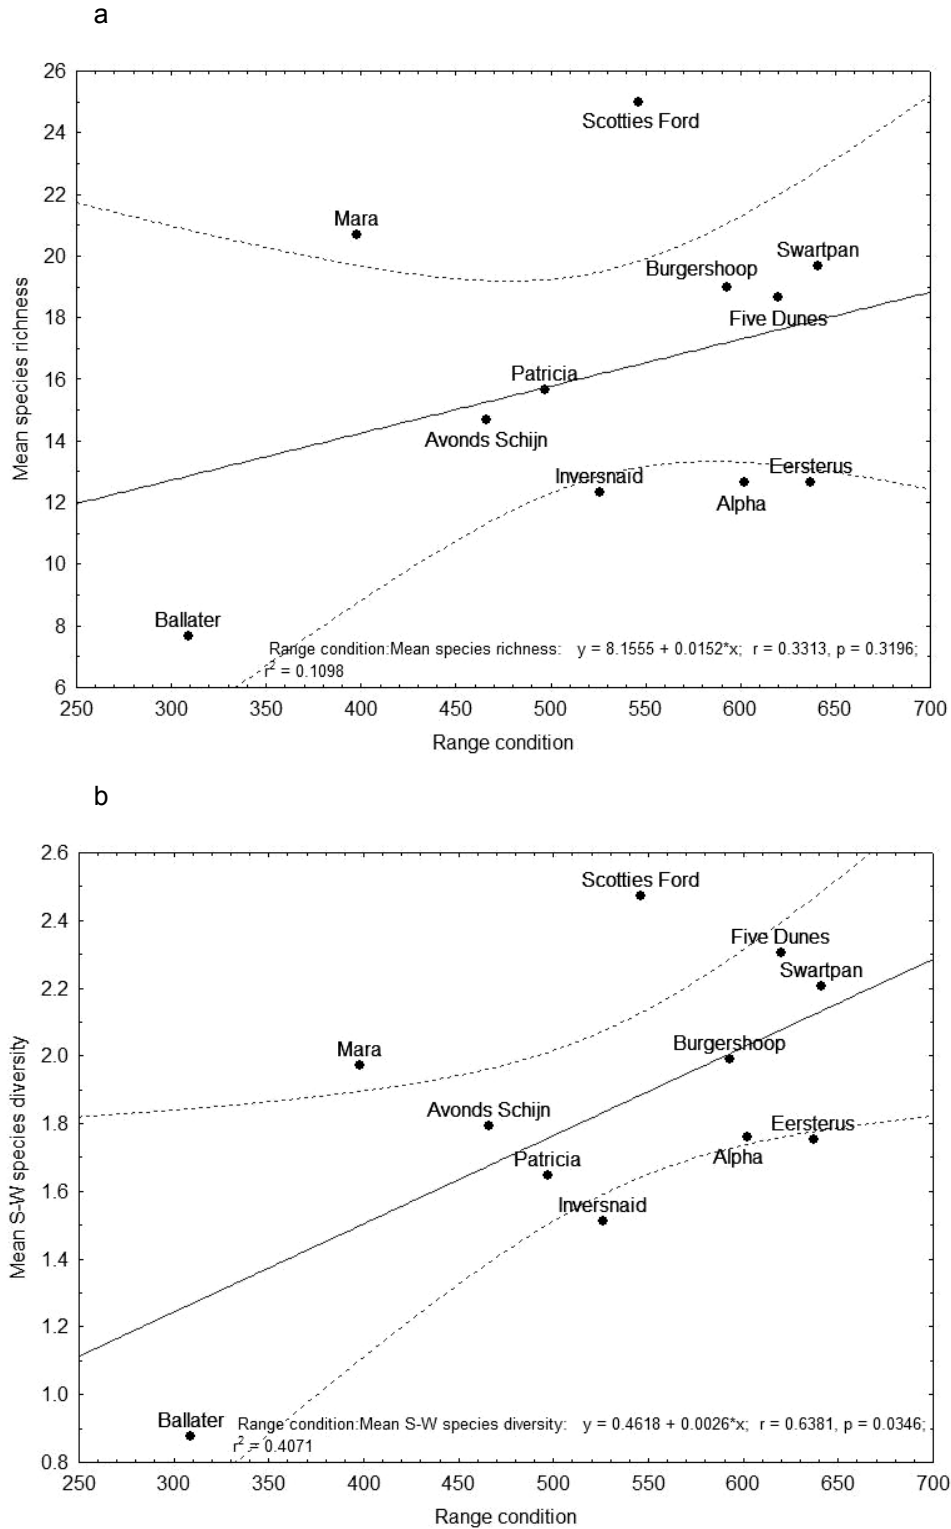 a
26
24
22
20
18
16
14
12
10
8
6
Mean species richness
Scotties Ford
Mara
Swartpan
Burgershoop
Five Dunes
Patricia
Avonds Schijn
Eersterus
Inversnaid
Alpha
Ballater
Range condition:Mean species richness: y = 8.1555 + 0.0152*x; r = 0.3313, p = 0.3196;
r² = 0.1098
250 300 350 400 450 500 550 600 650 700
Range condition
b
2.6
2.4
2.2
2.0
1.8
1.6
1.4
1.2
1.0
0.8
Mean S-W species diversity
Scotties Ford
Five Dunes
Swartpan
Mara
Burgershoop
Avonds Schijn
Eersterus
Patricia
Alpha
Inversnaid
Ballater
Range condition:Mean S-W species diversity: y = 0.4618 + 0.0026*x; r = 0.6381, p = 0.0346;
r² = 0.4071
250 300 350 400 450 500 550 600 650 700
Range condition